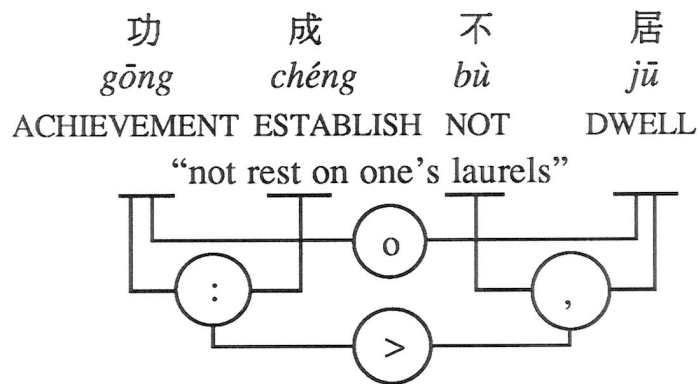 功 成 不 居
gōng chéng bù jū
ACHIEVEMENT ESTABLISH NOT DWELL
“not rest on one’s laurels”
o
: ,
>